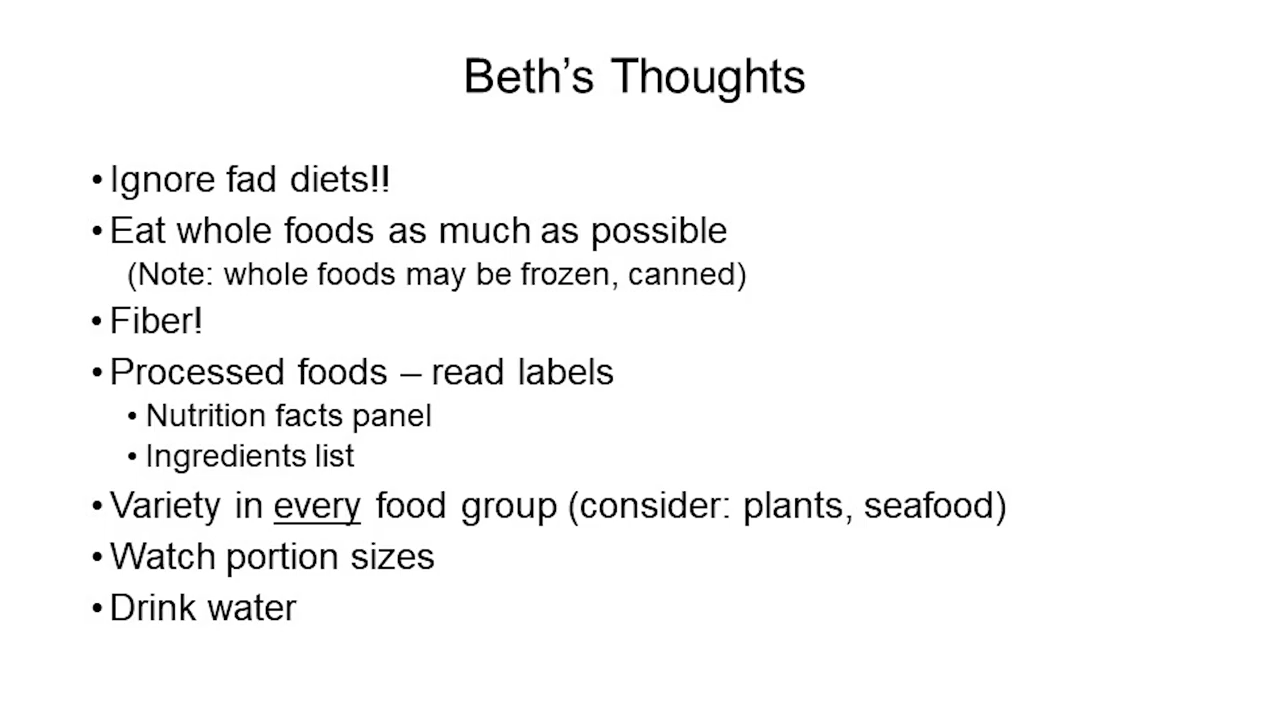 Beth’s Thoughts
• Ignore fad diets!!
• Eat whole foods as much as possible
(Note: whole foods may be frozen, canned)
• Fiber!
• Processed foods – read labels
• Nutrition facts panel
• Ingredients list
• Variety in every food group (consider: plants, seafood)
• Watch portion sizes
• Drink water